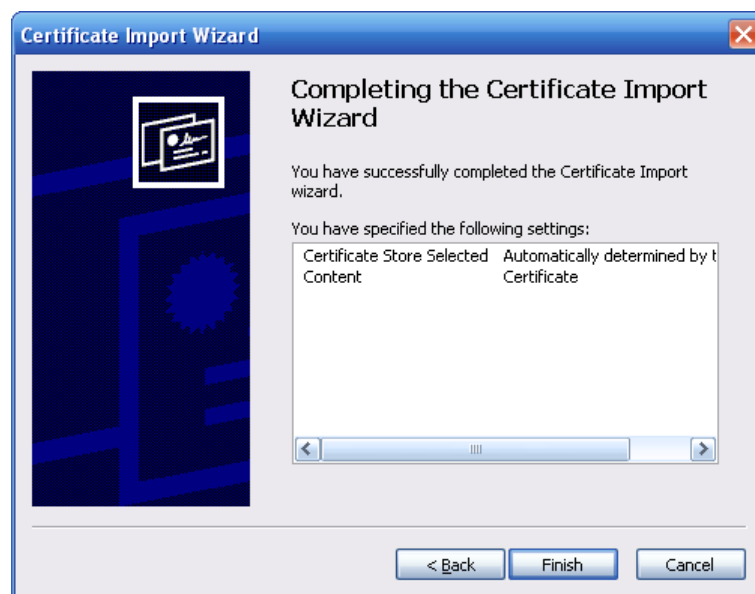 Certificate Import Wizard
Completing the Certificate Import
Wizard
You have successfully completed the Certificate Import
wizard.
You have specified the following settings:
Certificate Store Selected Automatically determined by t
Content Certificate
< Back Finish Cancel